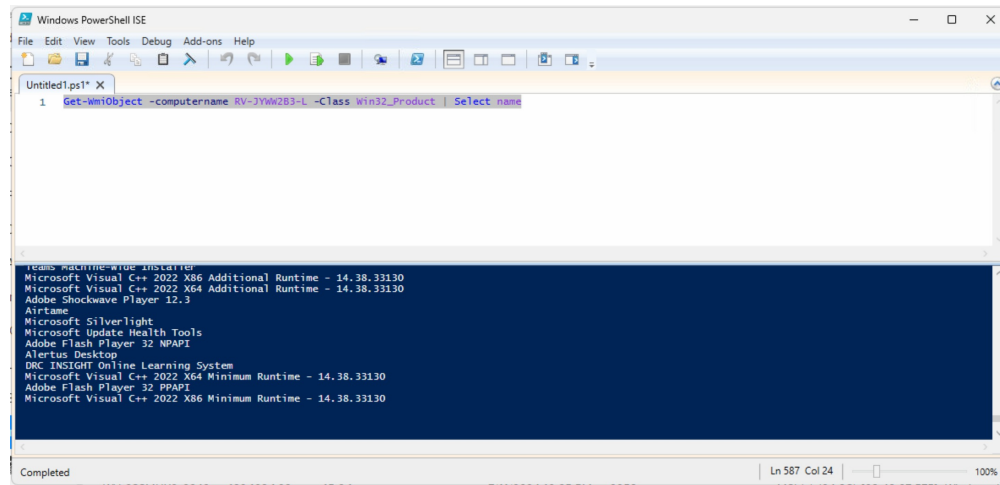 Windows PowerShell ISE
File Edit View Tools Debug Add-ons Help
Untitled1.ps1* X
1 Get-WmiObject -computername RV-JYWW2B3-L -Class Win32_Product | Select name
Teams Machine-Wide Installer
Microsoft Visual C++ 2022 X86 Additional Runtime - 14.38.33130
Microsoft Visual C++ 2022 X64 Additional Runtime - 14.38.33130
Adobe Shockwave Player 12.3
Airtame
Microsoft Silverlight
Microsoft Update Health Tools
Adobe Flash Player 32 NPAPI
Alertus Desktop
DRC INSIGHT Online Learning System
Microsoft Visual C++ 2022 X64 Minimum Runtime - 14.38.33130
Adobe Flash Player 32 PPAPI
Microsoft Visual C++ 2022 X86 Minimum Runtime - 14.38.33130
Completed
Ln 587 Col 24
100%